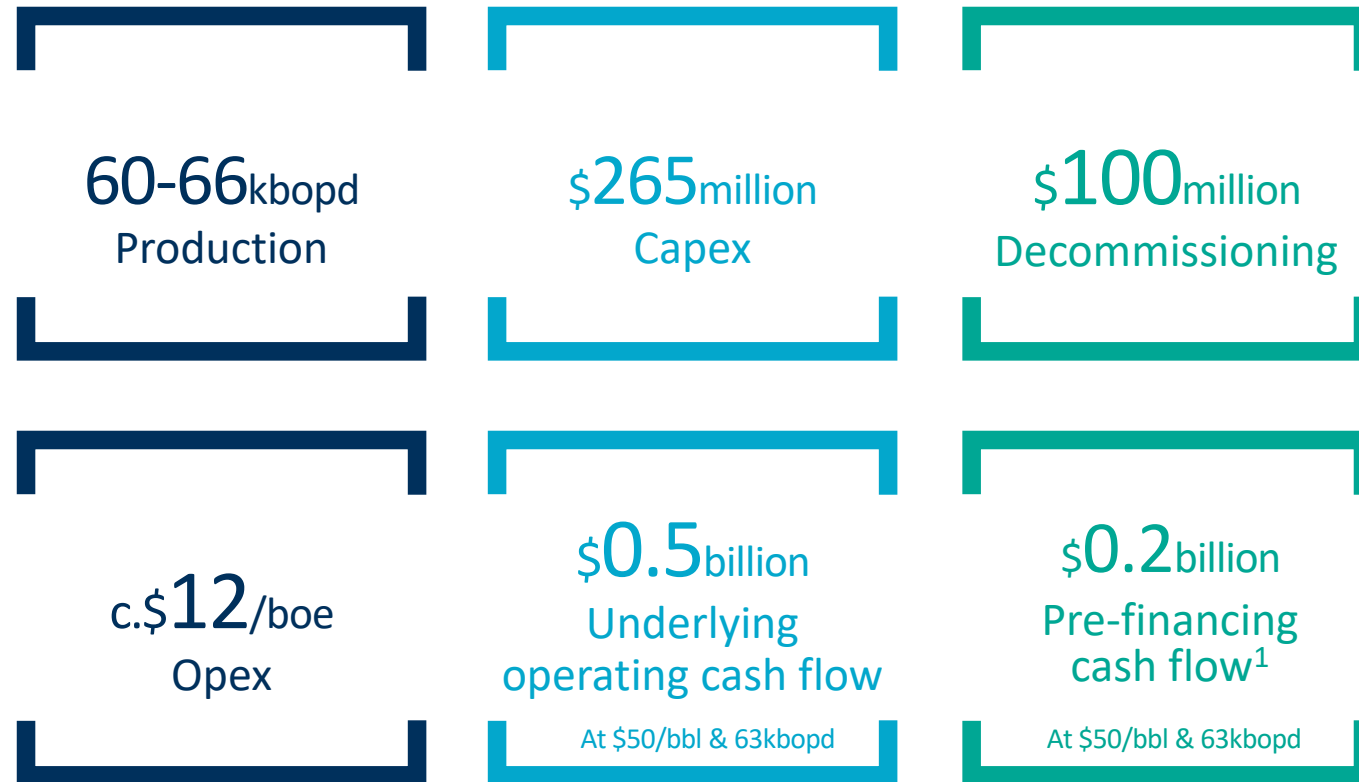 60-66kbopd
Production
$265million
Capex
$100million
Decommissioning
c.$12/boe
Opex
$0.5billion
Underlying
operating cash flow
At $50/bbl & 63kbopd
$0.2billion
Pre-financing
cash flow¹
At $50/bbl & 63kbopd